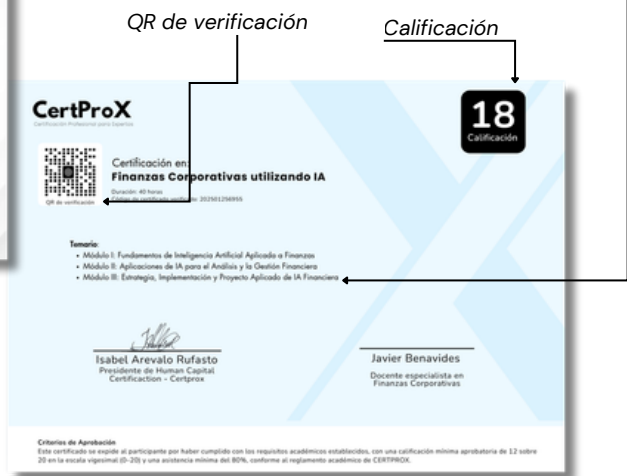 QR de verificación
Calificación
CertProX
Certificación Profesional para Expertos
18
Calificación
QR de verificación
Certificación en:
Finanzas Corporativas utilizando IA
Duración: 40 horas
Código de certificado verificado: 202501256955
Temario:
• Módulo I: Fundamentos de Inteligencia Artificial Aplicada a Finanzas
• Módulo II: Aplicaciones de IA para el Análisis y la Gestión Financiera
• Módulo III: Estrategia, Implementación y Proyecto Aplicado de IA Financiera
Isabel Arevalo Rufasto
Presidente de Human Capital
Certificaction - Certprox
Javier Benavides
Docente especialista en
Finanzas Corporativas
Criterios de Aprobación
Este certificado se expide al participante por haber cumplido con los requisitos académicos establecidos, con una calificación mínima aprobatoria de 12 sobre
20 en la escala vigesimal (0–20) y una asistencia mínima del 80%, conforme al reglamento académico de CERTPROX.